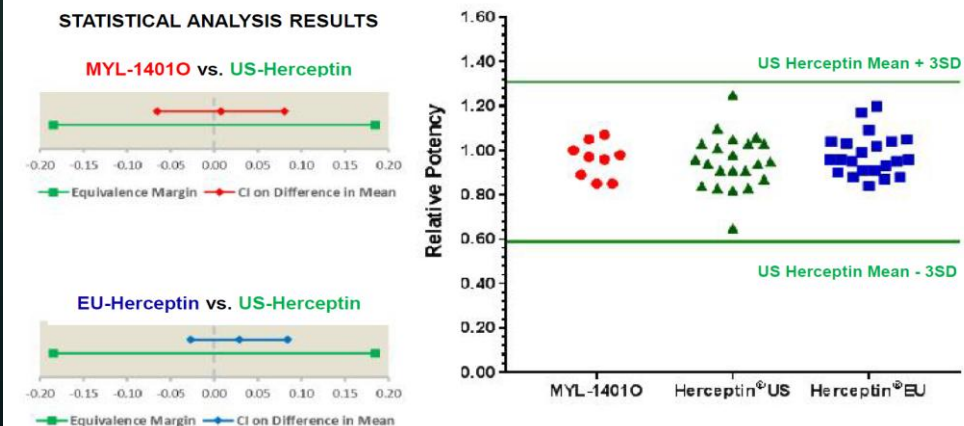 STATISTICAL ANALYSIS RESULTS
MYL-1401O vs. US-Herceptin
-0.20 -0.15 -0.10 -0.05 0.00 0.05 0.10 0.15 0.20
Equivalence Margin CI on Difference in Mean
EU-Herceptin vs. US-Herceptin
-0.20 -0.15 -0.10 -0.05 0.00 0.05 0.10 0.15 0.20
Equivalence Margin CI on Difference in Mean
Relative Potency
1.60
1.40
1.20
1.00
0.80
0.60
0.40
0.20
0.00
US Herceptin Mean + 3SD
US Herceptin Mean - 3SD
MYL-1401O Herceptin® US Herceptin® EU